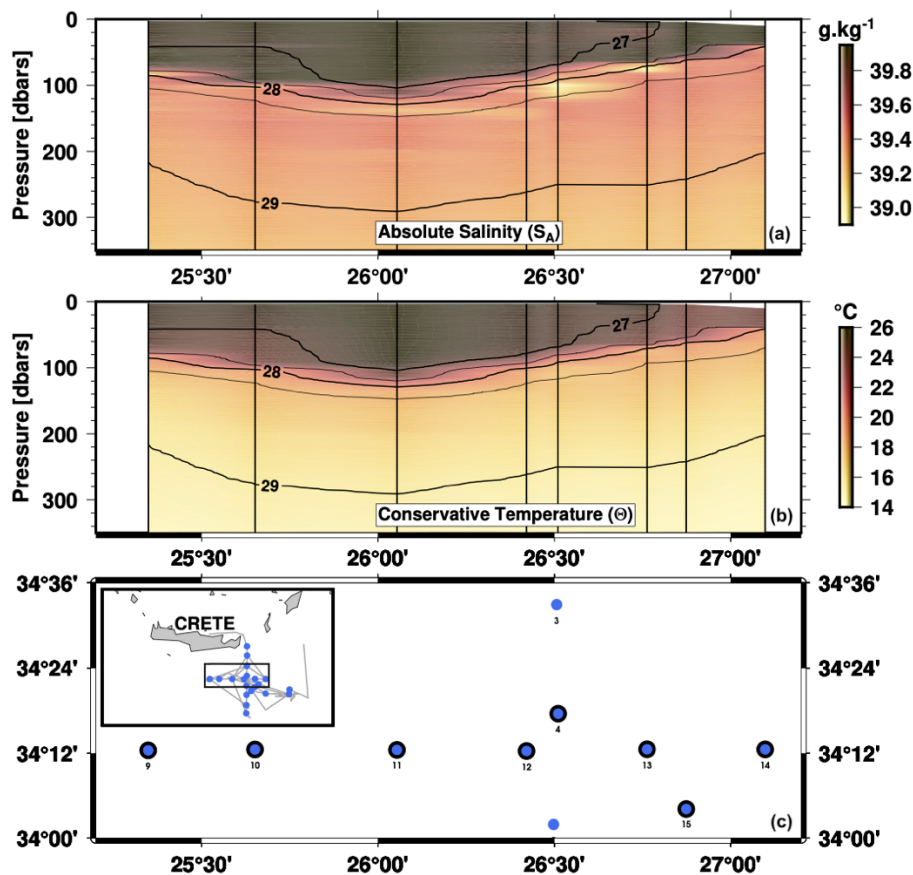 g.kg⁻¹
0
100
200
300
Pressure [dbars]
27
28
29
Absolute Salinity (S_A)
(a)
39.8
39.6
39.4
39.2
39.0
25°30' 26°00' 26°30' 27°00'
°C
0
100
200
300
Pressure [dbars]
27
28
29
Conservative Temperature (Θ)
(b)
26
24
22
20
18
16
14
25°30' 26°00' 26°30' 27°00'
34°36' 34°36'
CRETE
3
34°24' 34°24'
4
34°12' 34°12'
9 10 11 12 13 14
15
(c)
34°00' 34°00'
25°30' 26°00' 26°30' 27°00'